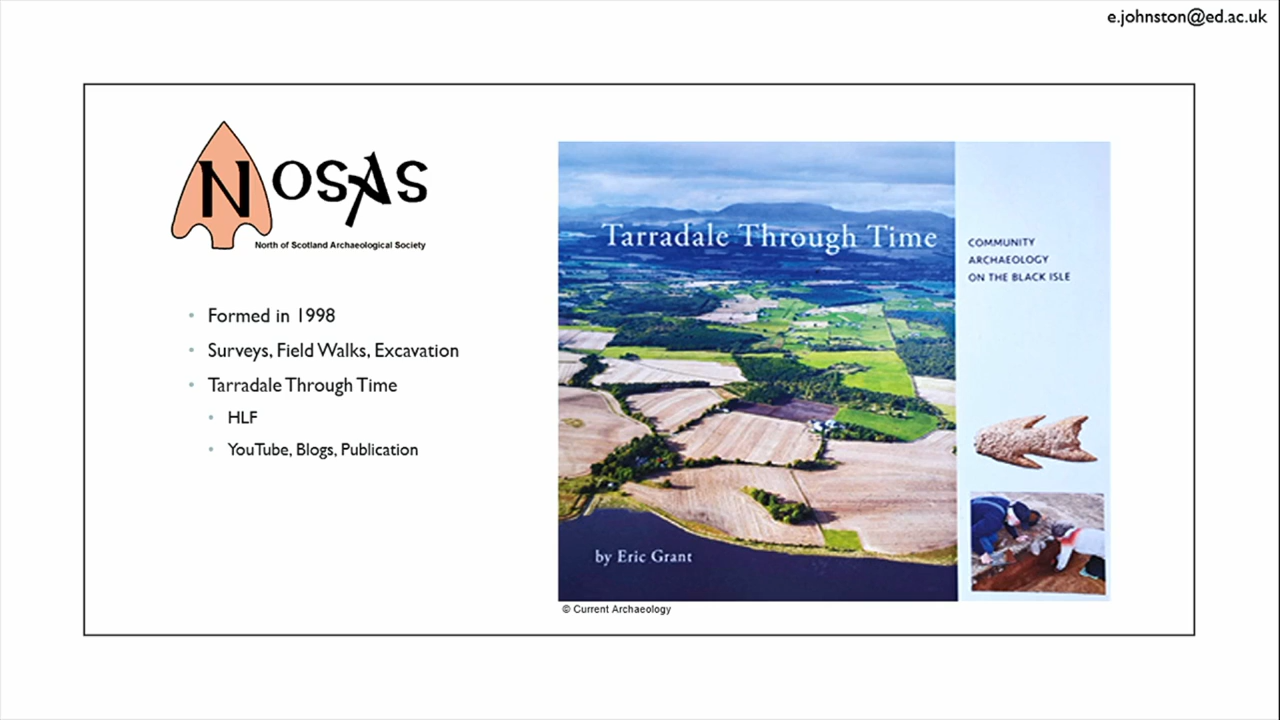 e.johnston@ed.ac.uk
NOSAS
North of Scotland Archaeological Society
• Formed in 1998
• Surveys, Field Walks, Excavation
• Tarradale Through Time
• HLF
• YouTube, Blogs, Publication
Tarradale Through Time
by Eric Grant
COMMUNITY
ARCHAEOLOGY
ON THE BLACK ISLE
© Current Archaeology